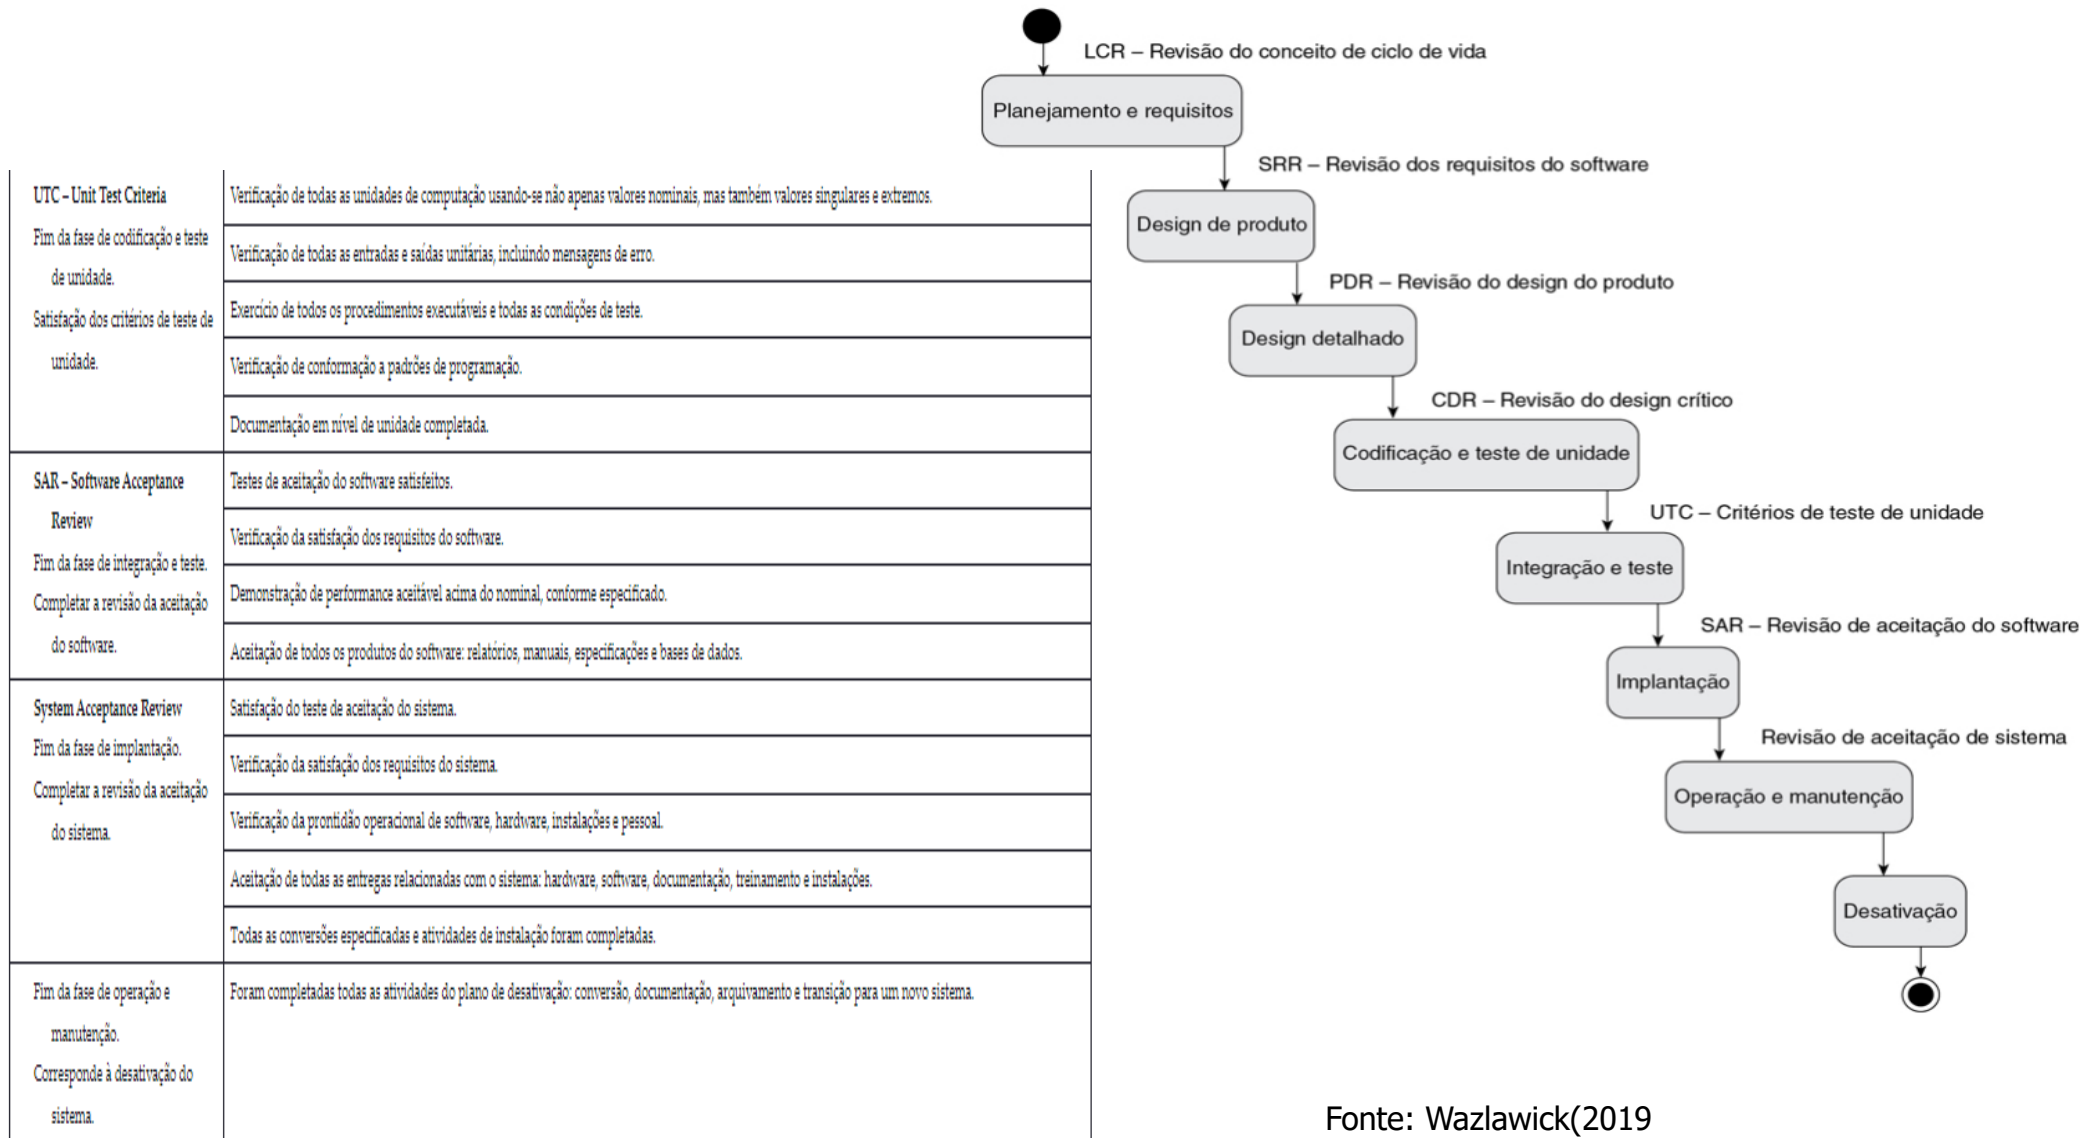 UTC – Unit Test Criteria
Fim da fase de codificação e teste
de unidade.
Satisfação dos critérios de teste de
unidade.
Verificação de todas as unidades de computação usando-se não apenas valores nominais, mas também valores singulares e extremos.
Verificação de todas as entradas e saídas unitárias, incluindo mensagens de erro.
Exercício de todos os procedimentos executáveis e todas as condições de teste.
Verificação de conformação a padrões de programação.
Documentação em nível de unidade completada.
SAR – Software Acceptance
Review
Fim da fase de integração e teste.
Completar a revisão da aceitação
do software.
Testes de aceitação do software satisfeitos.
Verificação da satisfação dos requisitos do software.
Demonstração de performance aceitável acima do nominal, conforme especificado.
Aceitação de todos os produtos do software: relatórios, manuais, especificações e bases de dados.
System Acceptance Review
Fim da fase de implantação.
Completar a revisão da aceitação
do sistema.
Satisfação do teste de aceitação do sistema.
Verificação da satisfação dos requisitos do sistema.
Verificação da prontidão operacional de software, hardware, instalações e pessoal.
Aceitação de todas as entregas relacionadas com o sistema: hardware, software, documentação, treinamento e instalações.
Todas as conversões especificadas e atividades de instalação foram completadas.
Fim da fase de operação e
manutenção.
Corresponde à desativação do
sistema.
Foram completadas todas as atividades do plano de desativação: conversão, documentação, arquivamento e transição para um novo sistema.
LCR – Revisão do conceito de ciclo de vida
Planejamento e requisitos
SRR – Revisão dos requisitos do software
Design de produto
PDR – Revisão do design do produto
Design detalhado
CDR – Revisão do design crítico
Codificação e teste de unidade
UTC – Critérios de teste de unidade
Integração e teste
SAR – Revisão de aceitação do software
Implantação
Revisão de aceitação de sistema
Operação e manutenção
Desativação
Fonte: Wazlawick(2019